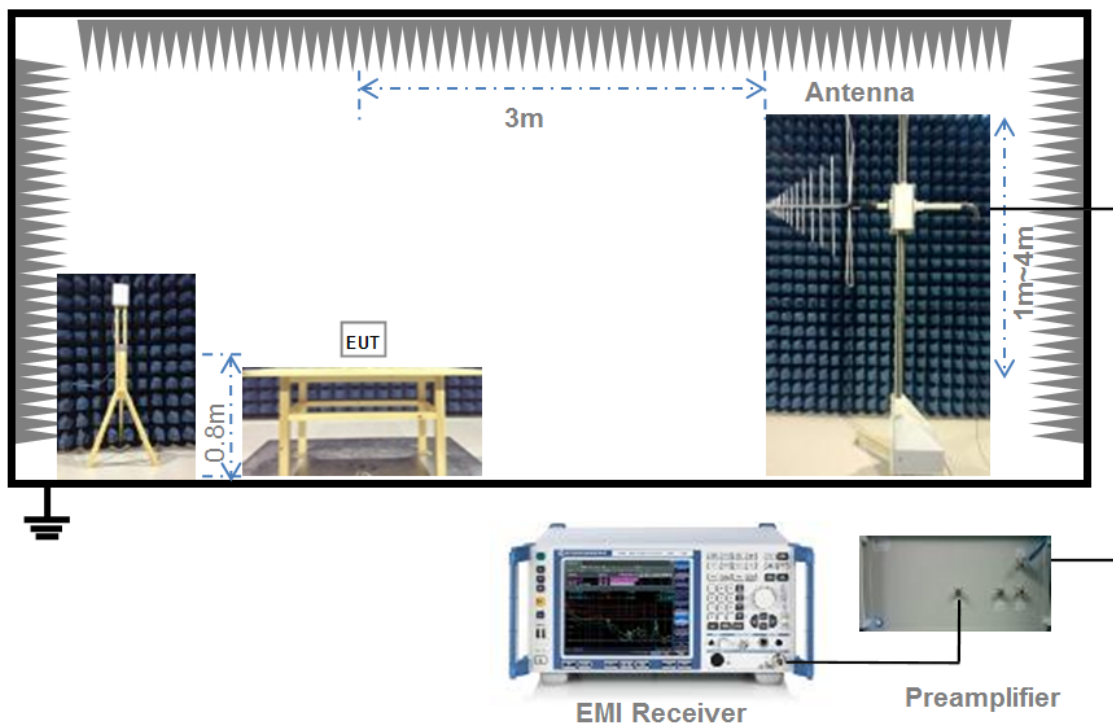 Antenna
3m
1m~4m
EUT
0.8m
EMI Receiver
Preamplifier